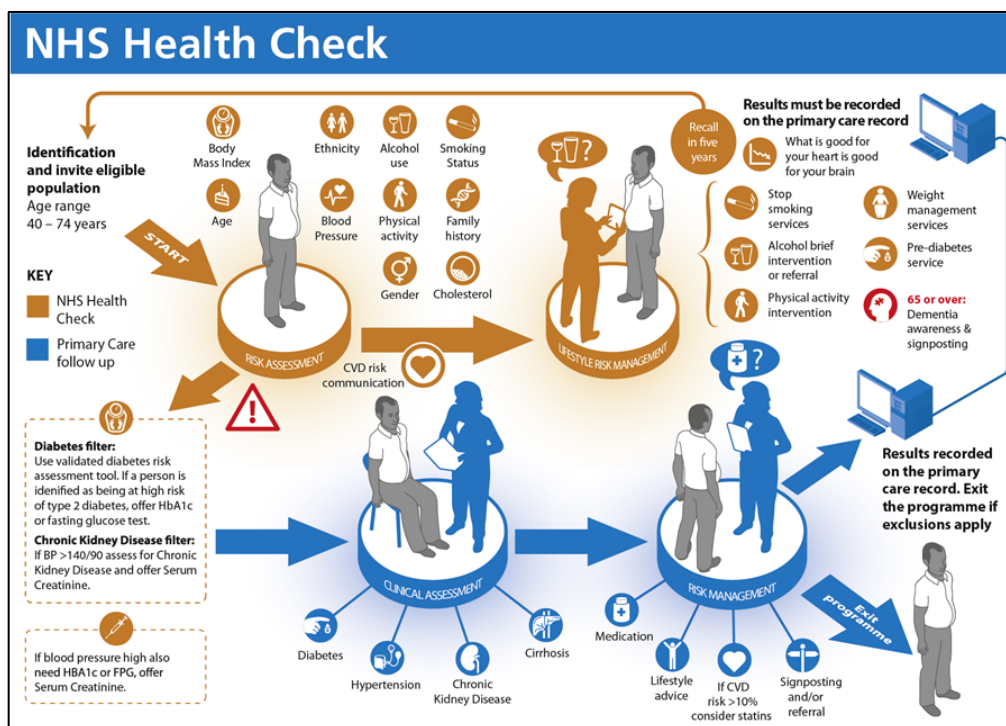 NHS Health Check
Identification
and invite eligible
population
Age range
40 – 74 years
START
KEY
NHS Health
Check
Primary Care
follow up
Body
Mass Index
Ethnicity
Alcohol
use
Smoking
Status
Age
Blood
Pressure
Physical
activity
Family
history
Gender
Cholesterol
RISK ASSESSMENT
CVD risk
communication
?
LIFESTYLE RISK MANAGEMENT
Recall
in five
years
Results must be recorded
on the primary care record
What is good for
your heart is good
for your brain
Stop
smoking
services
Weight
management
services
Alcohol brief
intervention
or referral
Pre-diabetes
service
Physical activity
intervention
65 or over:
Dementia
awareness &
signposting
!
Diabetes filter:
Use validated diabetes risk
assessment tool. If a person is
idenified as being at high risk
of type 2 diabetes, offer HbA1c
or fasting glucose test.
Chronic Kidney Disease filter:
If BP >140/90 assess for Chronic
Kidney Disease and offer Serum
Creatinine.
If blood pressure high also
need HBA1c or FPG, offer
Serum Creatinine.
CLINICAL ASSESSMENT
Diabetes
Hypertension
Chronic
Kidney Disease
Cirrhosis
?
RISK MANAGEMENT
Medication
Lifestyle
advice
If CVD
risk >10%
consider statins
Signposting
and/or
referral
Results recorded
on the primary
care record. Exit
the programme if
exclusions apply
Exit
programme